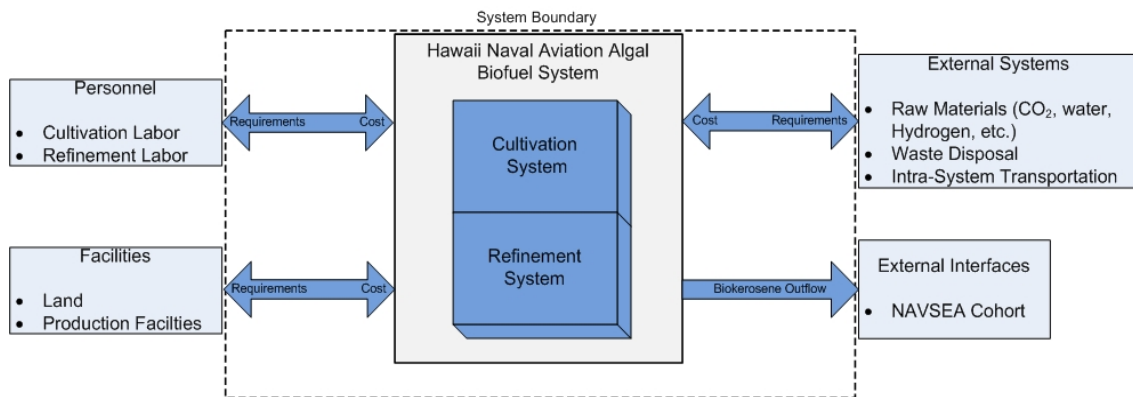 System Boundary
Hawaii Naval Aviation Algal
Biofuel System
Personnel
• Cultivation Labor
• Refinement Labor
Requirements
Cost
Cultivation
System
Cost
Requirements
External Systems
• Raw Materials (CO₂, water,
Hydrogen, etc.)
• Waste Disposal
• Intra-System Transportation
Facilities
• Land
• Production Facilties
Requirements
Cost
Refinement
System
Biokerosene Outflow
External Interfaces
• NAVSEA Cohort